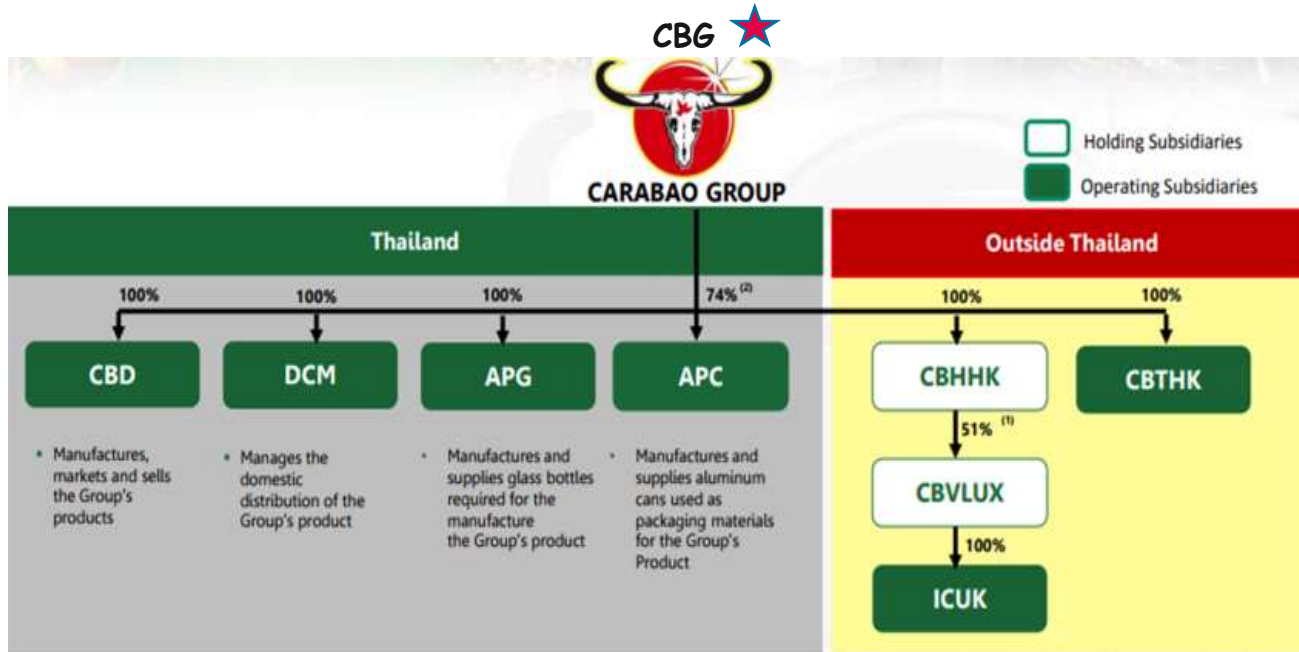 CBG
CARABAO GROUP
Holding Subsidiaries
Operating Subsidiaries
Thailand
Outside Thailand
100%
100%
100%
74% (2)
100%
100%
CBD
DCM
APG
APC
CBHHK
CBTHK
• Manufactures,
markets and sells
the Group's
products
• Manages the
domestic
distribution of the
Group's product
• Manufactures and
supplies glass bottles
required for the
manufacture
the Group's product
• Manufactures and
supplies aluminum
cans used as
packaging materials
for the Group's
Product
51% (1)
CBVLUX
100%
ICUK